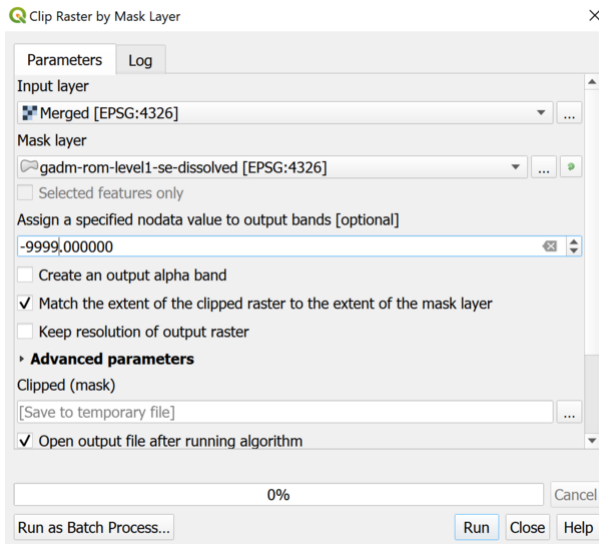 Clip Raster by Mask Layer
Parameters
Log
Input layer
Merged [EPSG:4326]
...
Mask layer
gadm-rom-level1-se-dissolved [EPSG:4326]
...
Selected features only
Assign a specified nodata value to output bands [optional]
-9999,000000
Create an output alpha band
Match the extent of the clipped raster to the extent of the mask layer
Keep resolution of output raster
Advanced parameters
Clipped (mask)
[Save to temporary file]
...
Open output file after running algorithm
0%
Cancel
Run as Batch Process...
Run
Close
Help